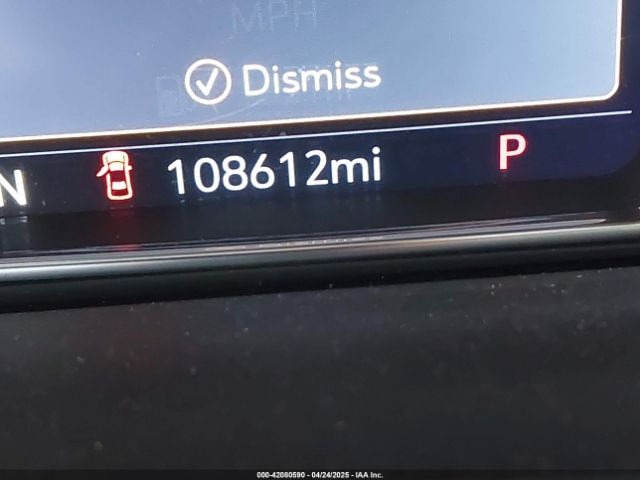 MPH
Dismiss
N 108612mi P
000-42080590 - 04/24/2025 - IAA Inc.